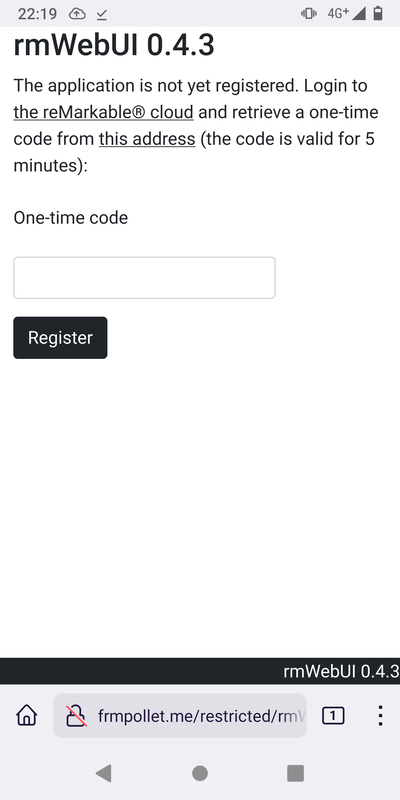 22:19
4G+
rmWebUI 0.4.3
The application is not yet registered. Login to
the reMarkable® cloud and retrieve a one-time
code from this address (the code is valid for 5
minutes):
One-time code
Register
rmWebUI 0.4.3
1
frmpollet.me/restricted/rm